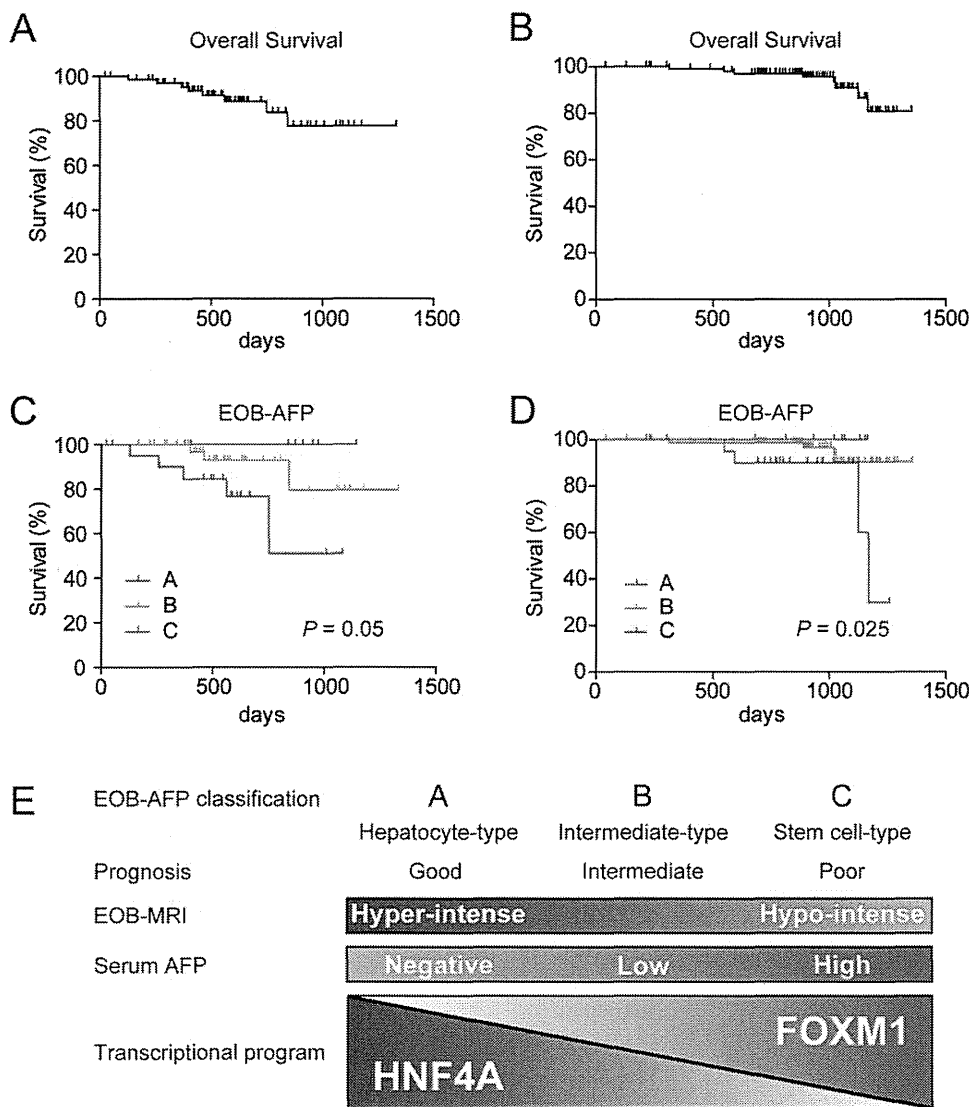 A
Overall Survival
100
80
60
40
20
0
Survival (%)
0 500 1000 1500
days
B
Overall Survival
100
80
60
40
20
0
Survival (%)
0 500 1000 1500
days
C
EOB-AFP
100
80
60
40
20
0
Survival (%)
A
B
C
P = 0.05
0 500 1000 1500
days
D
EOB-AFP
100
80
60
40
20
0
Survival (%)
A
B
C
P = 0.025
0 500 1000 1500
days
E
EOB-AFP classification A B C
Hepatocyte-type Intermediate-type Stem cell-type
Prognosis Good Intermediate Poor
EOB-MRI Hyper-intense Hypo-intense
Serum AFP Negative Low High
Transcriptional program HNF4A FOXM1